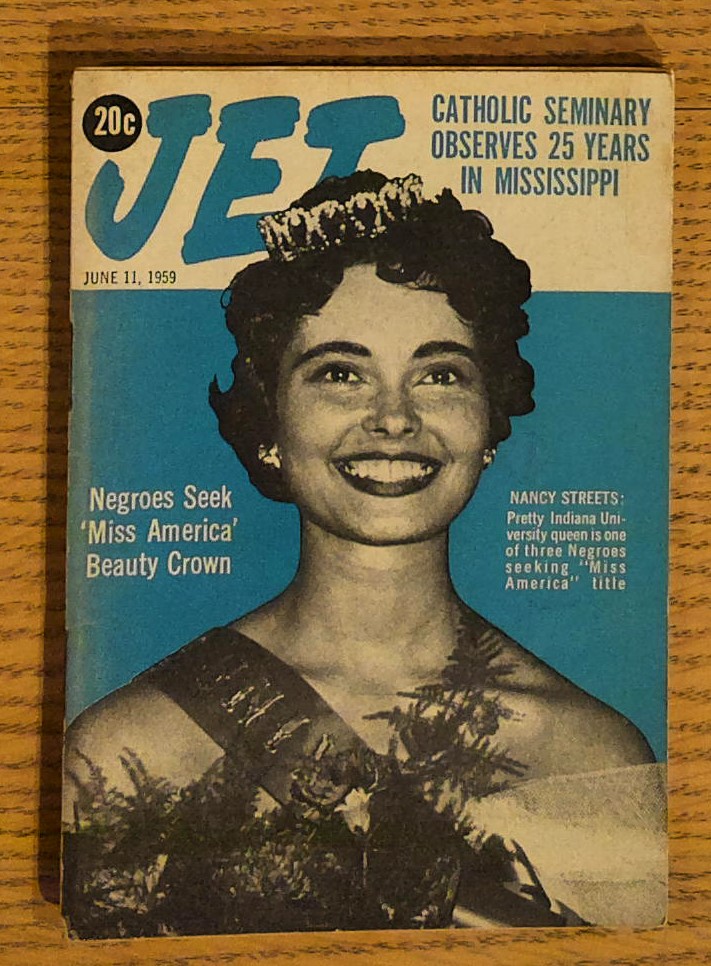 20c
JET
CATHOLIC SEMINARY
OBSERVES 25 YEARS
IN MISSISSIPPI
JUNE 11, 1959
Negroes Seek
'Miss America'
Beauty Crown
NANCY STREETS:
Pretty Indiana Uni-
versity queen is one
of three Negroes
seeking "Miss
America" title